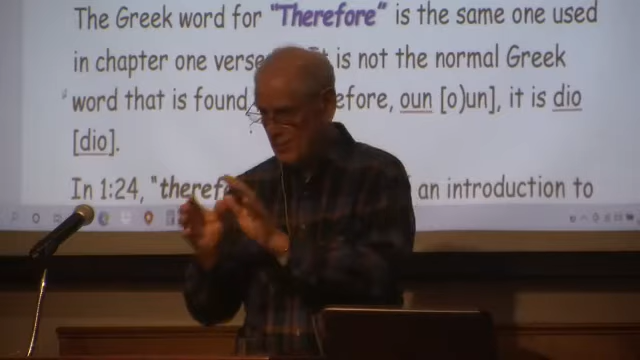 The Greek word for "Therefore" is the same one used
in chapter one verse is not the normal Greek
word that is found efore, oun [o)un], it is dio
[dio].
In 1:24, "theref an introduction to